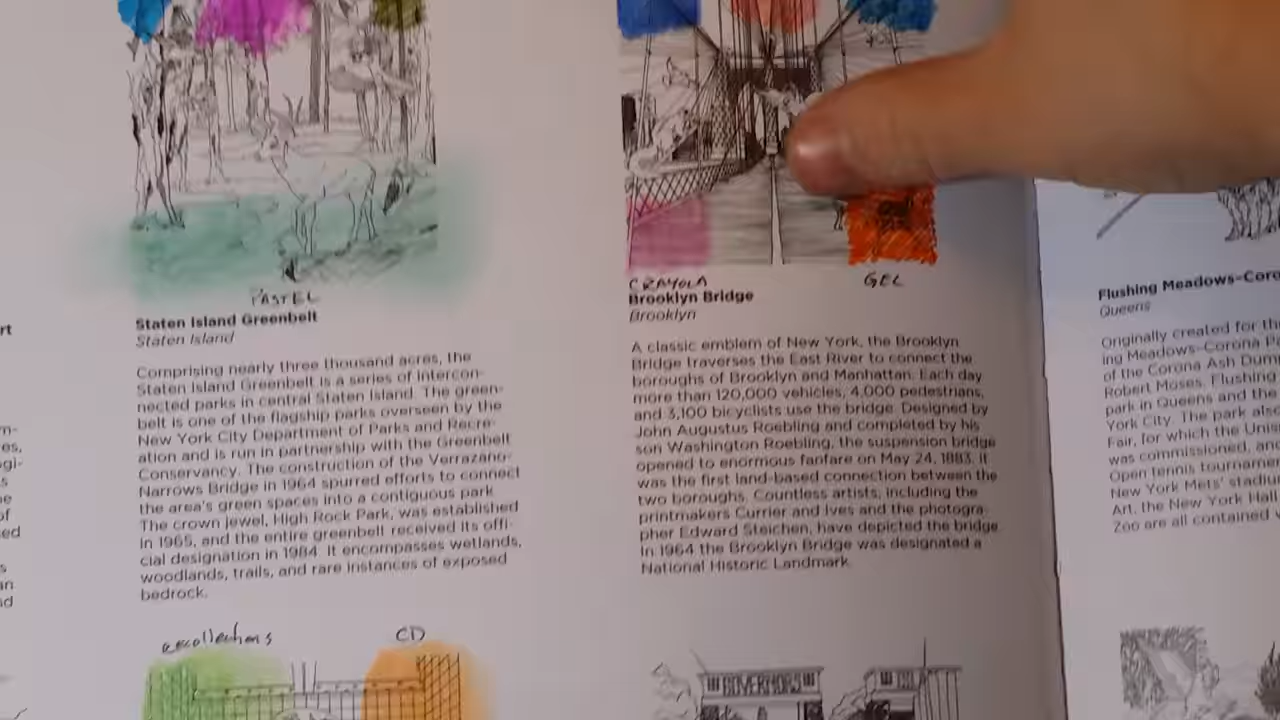 PASTEL
Staten Island Greenbelt
Staten Island
Comprising nearly three thousand acres, the
Staten Island Greenbelt is a series of intercon-
nected parks in central Staten Island. The green-
belt is one of the flagship parks overseen by the
New York City Department of Parks and Recre-
ation and is run in partnership with the Greenbelt
Conservancy. The construction of the Verrazano-
Narrows Bridge in 1964 spurred efforts to connect
the area's green spaces into a contiguous park.
The crown jewel, High Rock Park, was established
in 1965, and the entire greenbelt received its offi-
cial designation in 1984. It encompasses wetlands,
woodlands, trails, and rare instances of exposed
bedrock.
recollections
CD
CRAYOLA
GEL
Brooklyn Bridge
Brooklyn
A classic emblem of New York, the Brooklyn
Bridge traverses the East River to connect the
boroughs of Brooklyn and Manhattan. Each day
more than 120,000 vehicles, 4,000 pedestrians,
and 3,100 bicyclists use the bridge. Designed by
John Augustus Roebling and completed by his
son Washington Roebling, the suspension bridge
opened to enormous fanfare on May 24, 1883. It
was the first land-based connection between the
two boroughs. Countless artists, including the
printmakers Currier and Ives and the photogra-
pher Edward Steichen, have depicted the bridge.
In 1964 the Brooklyn Bridge was designated a
National Historic Landmark.
GOVERNORS
Flushing Meadows-Coro
Queens
Originally created for th
ing Meadows-Corona P
of the Corona Ash Dum
Robert Moses, Flushing
park in Queens and the
York City. The park also
Fair, for which the Unis
was commissioned, and
Open tennis tournamen
New York Mets' stadiu
Art, the New York Hall
Zoo are all contained